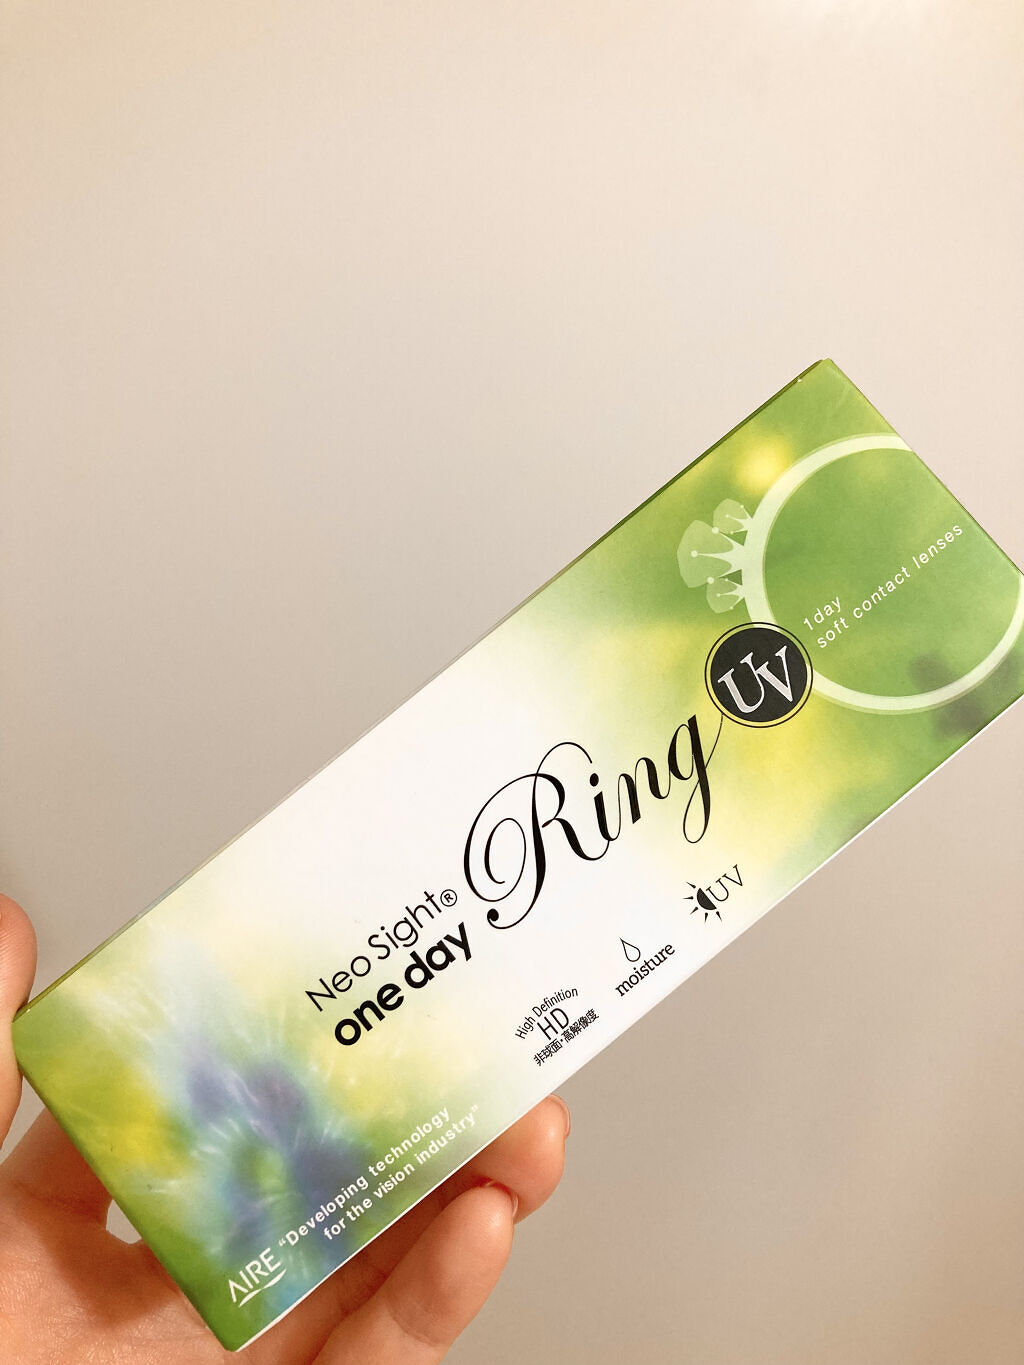 Neo Sight®
one day
Ring
UV
1day
soft contact lenses
High Definition
HD
非球面・高解像度
moisture
UV
AIRE
"Developing technology
for the vision industry"